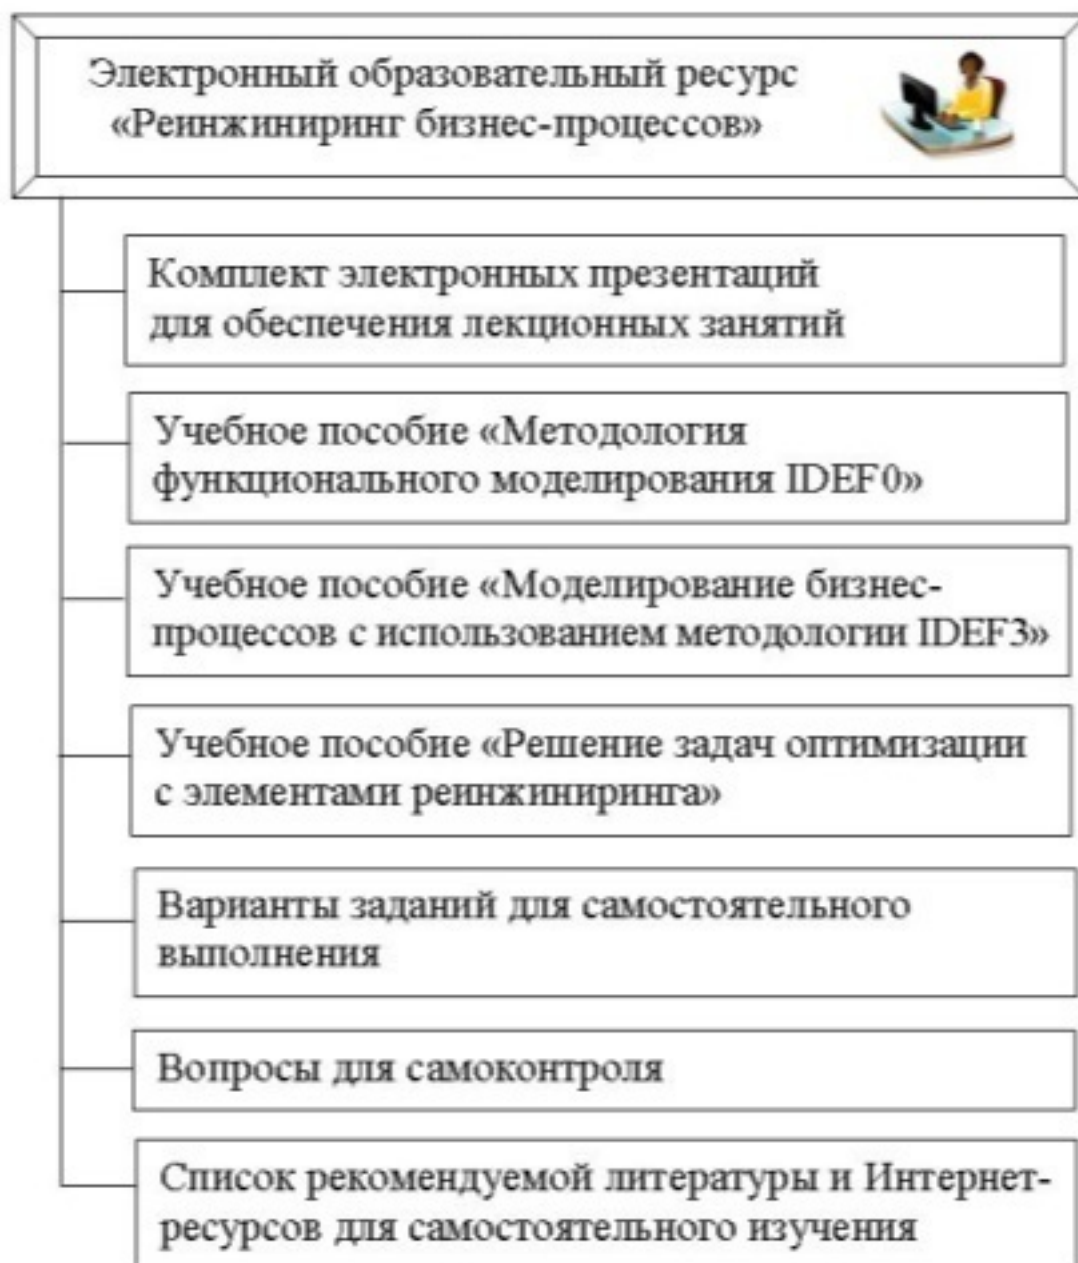 Электронный образовательный ресурс
«Реинжиниринг бизнес-процессов»
Комплект электронных презентаций
для обеспечения лекционных занятий
Учебное пособие «Методология
функционального моделирования IDEF0»
Учебное пособие «Моделирование бизнес-
процессов с использованием методологии IDEF3»
Учебное пособие «Решение задач оптимизации
с элементами реинжиниринга»
Варианты заданий для самостоятельного
выполнения
Вопросы для самоконтроля
Список рекомендуемой литературы и Интернет-
ресурсов для самостоятельного изучения